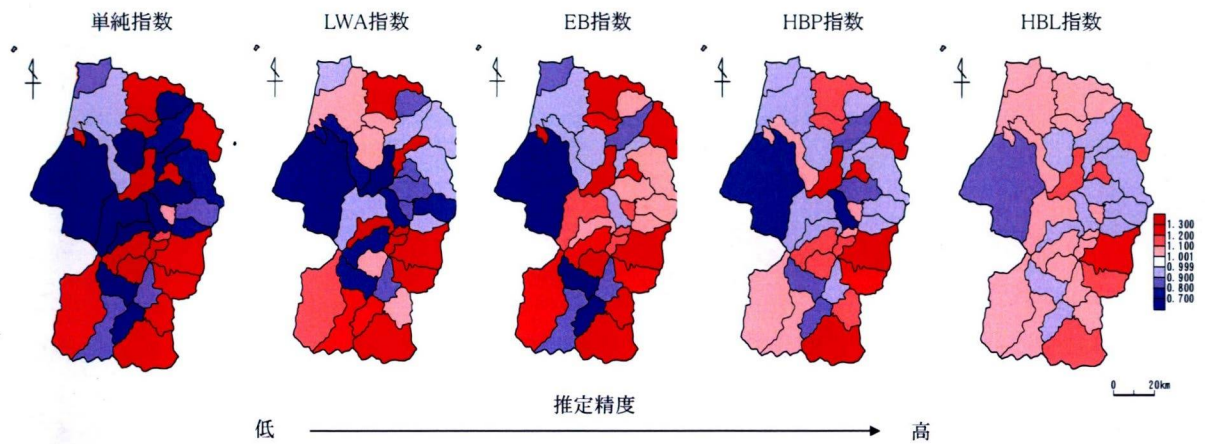 単純指数
LWA指数
EB指数
HBP指数
HBL指数
1.300
1.200
1.100
1.001
0.999
0.900
0.800
0.700
0 20km
推定精度
低
高